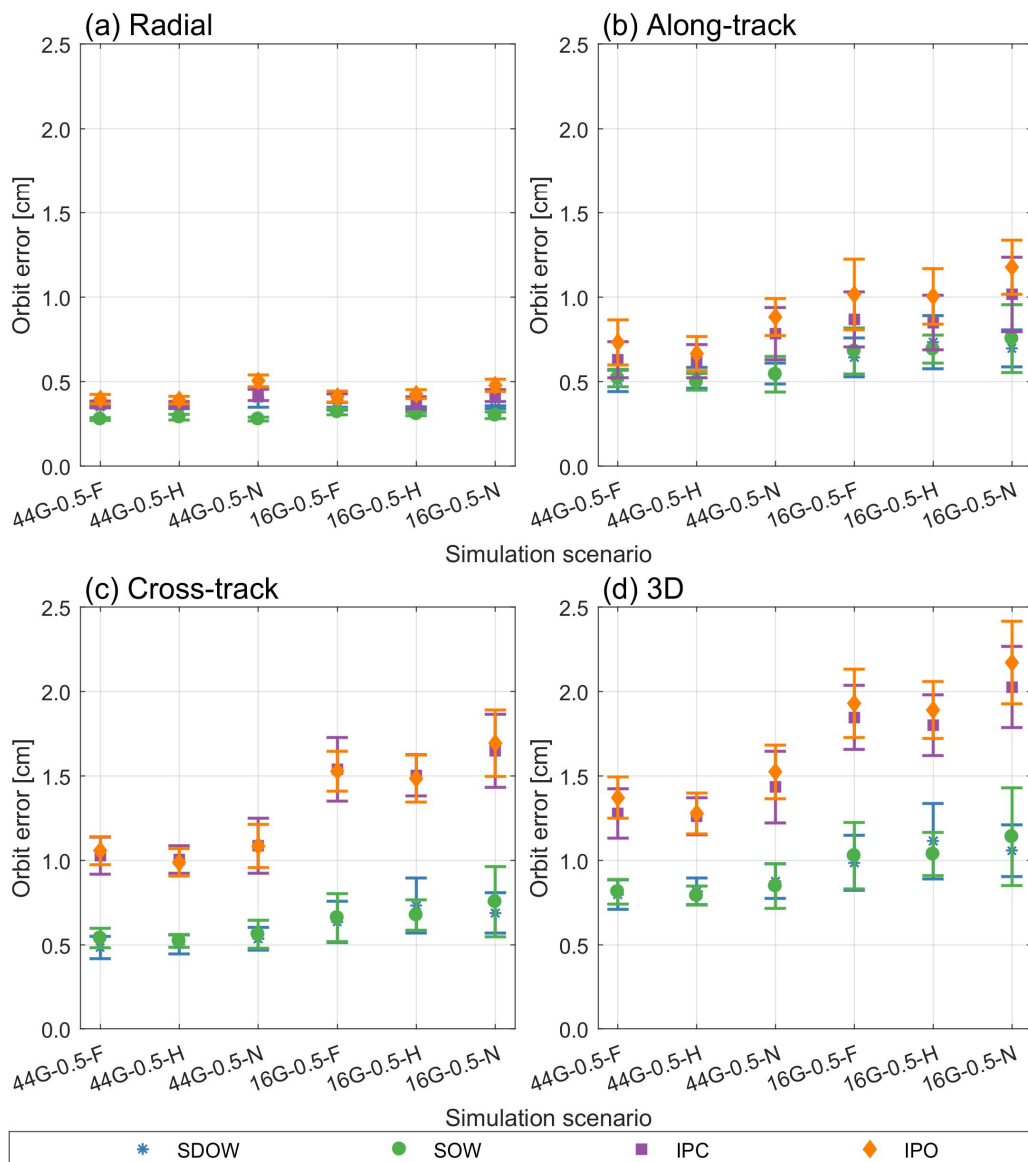 (a) Radial
2.5
2.0
1.5
1.0
0.5
0.0
Orbit error [cm]
44G-0.5-F
44G-0.5-H
44G-0.5-N
16G-0.5-F
16G-0.5-H
16G-0.5-N
(b) Along-track
2.5
2.0
1.5
1.0
0.5
0.0
Orbit error [cm]
44G-0.5-F
44G-0.5-H
44G-0.5-N
16G-0.5-F
16G-0.5-H
16G-0.5-N
Simulation scenario
(c) Cross-track
2.5
2.0
1.5
1.0
0.5
0.0
Orbit error [cm]
44G-0.5-F
44G-0.5-H
44G-0.5-N
16G-0.5-F
16G-0.5-H
16G-0.5-N
(d) 3D
2.5
2.0
1.5
1.0
0.5
0.0
Orbit error [cm]
44G-0.5-F
44G-0.5-H
44G-0.5-N
16G-0.5-F
16G-0.5-H
16G-0.5-N
Simulation scenario
SDOW SOW IPC IPO